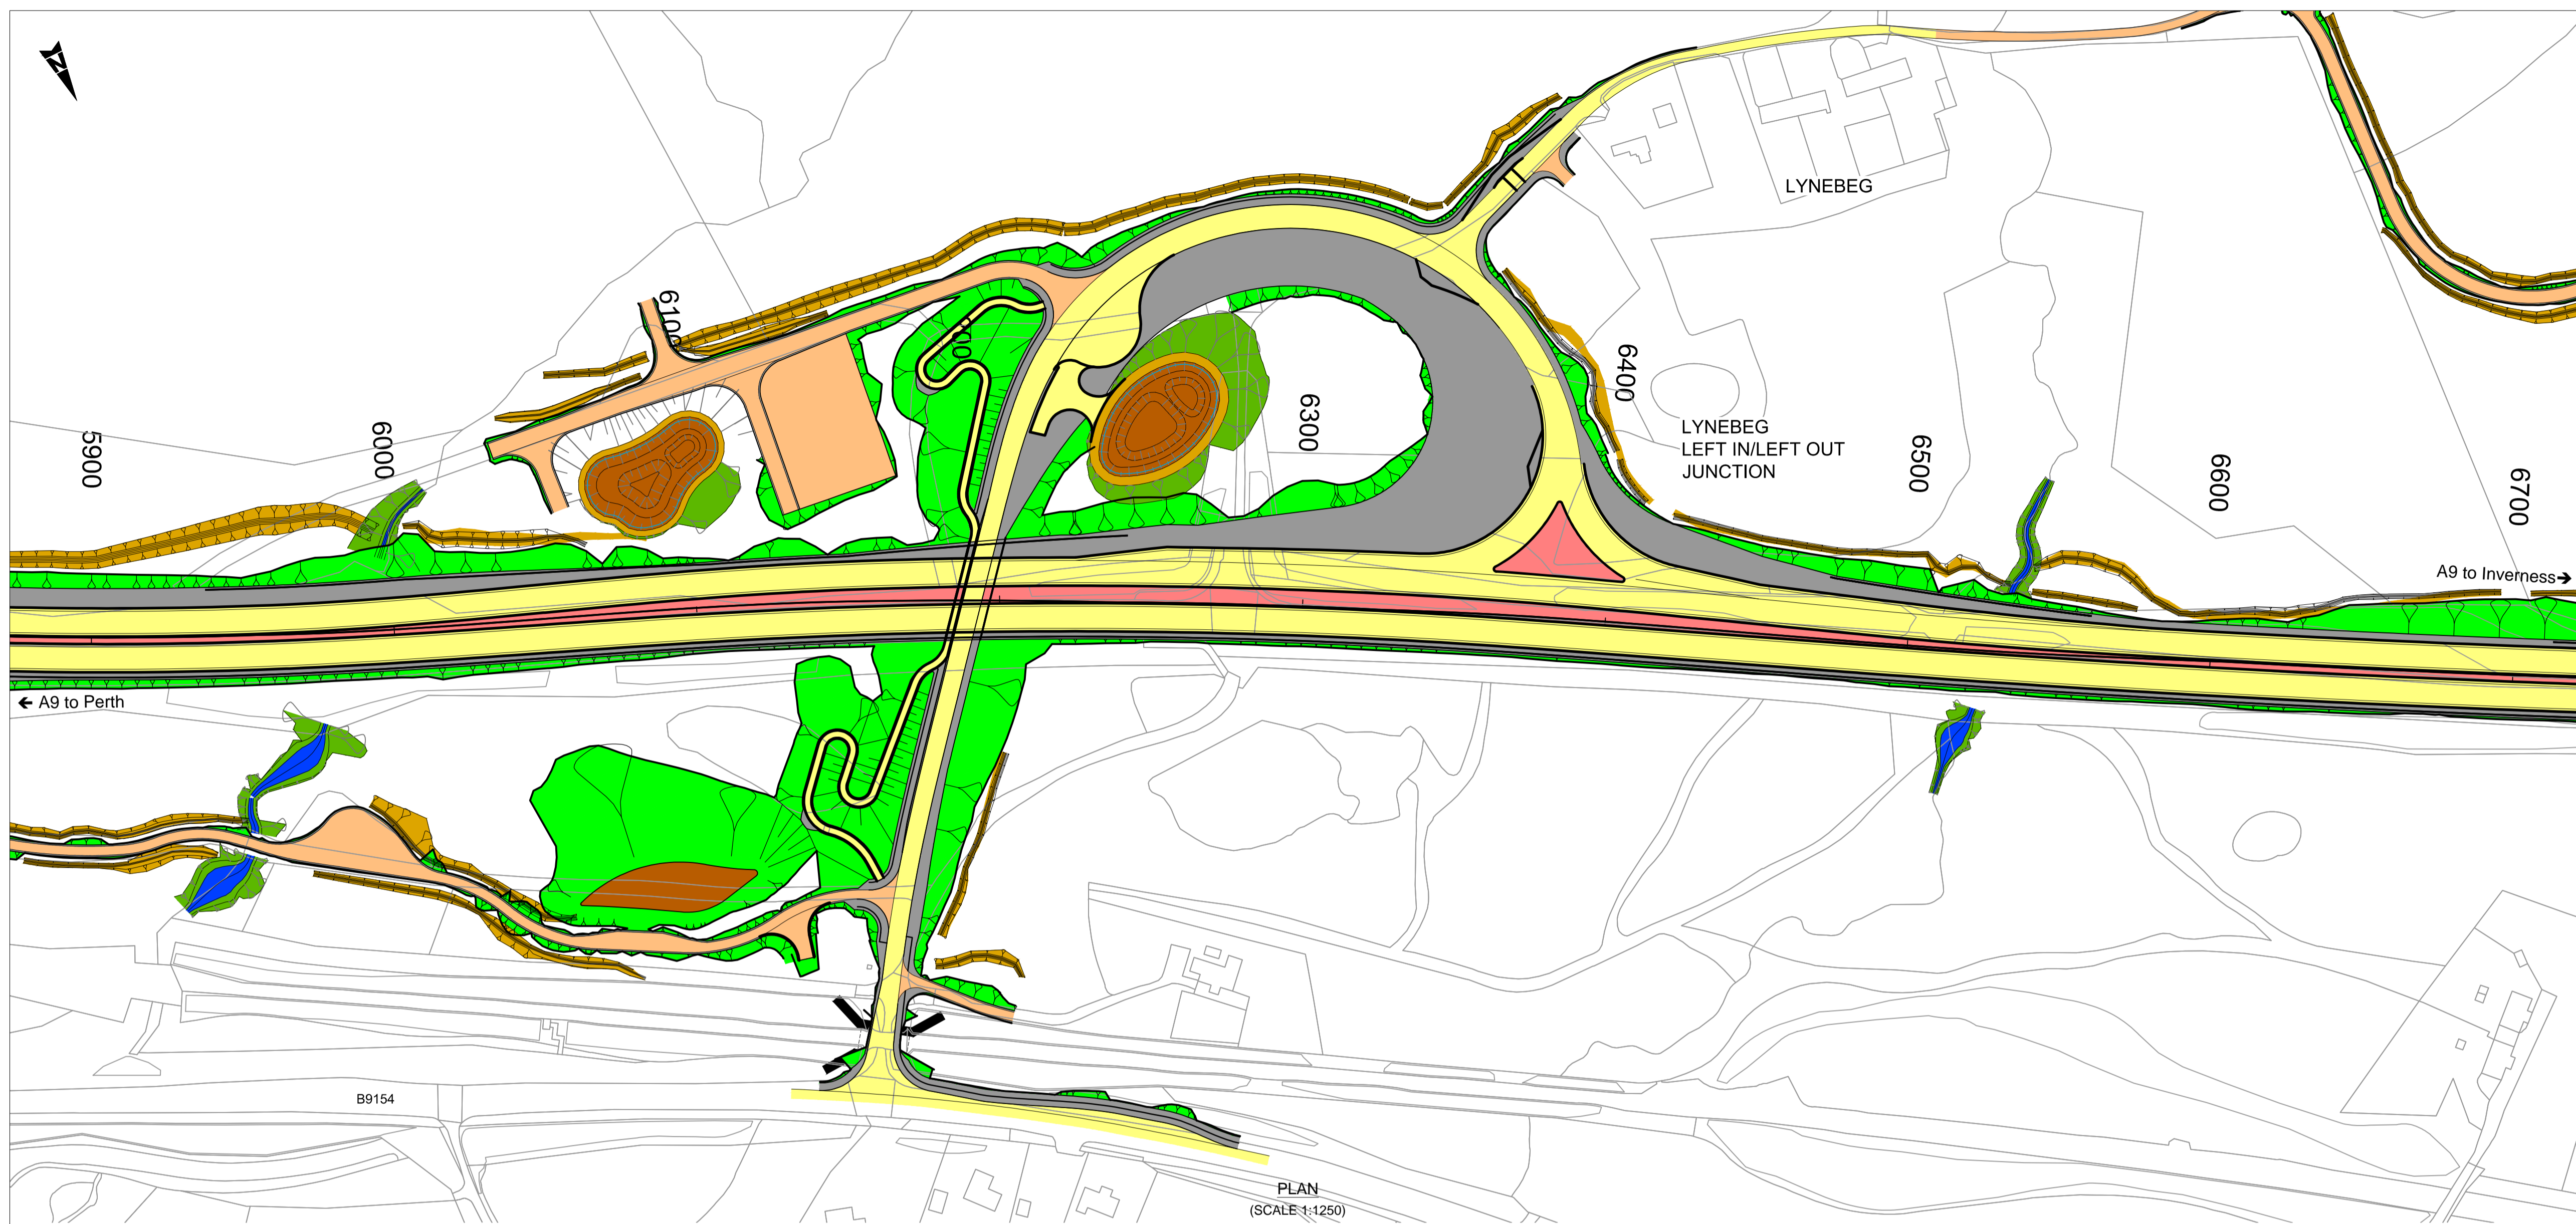 N
LYNEBEG
6100
5900
6000
6300
6400
LYNEBEG
LEFT IN/LEFT OUT
JUNCTION
6500
6600
6700
A9 to Inverness
A9 to Perth
B9154
PLAN
(SCALE 1:1250)